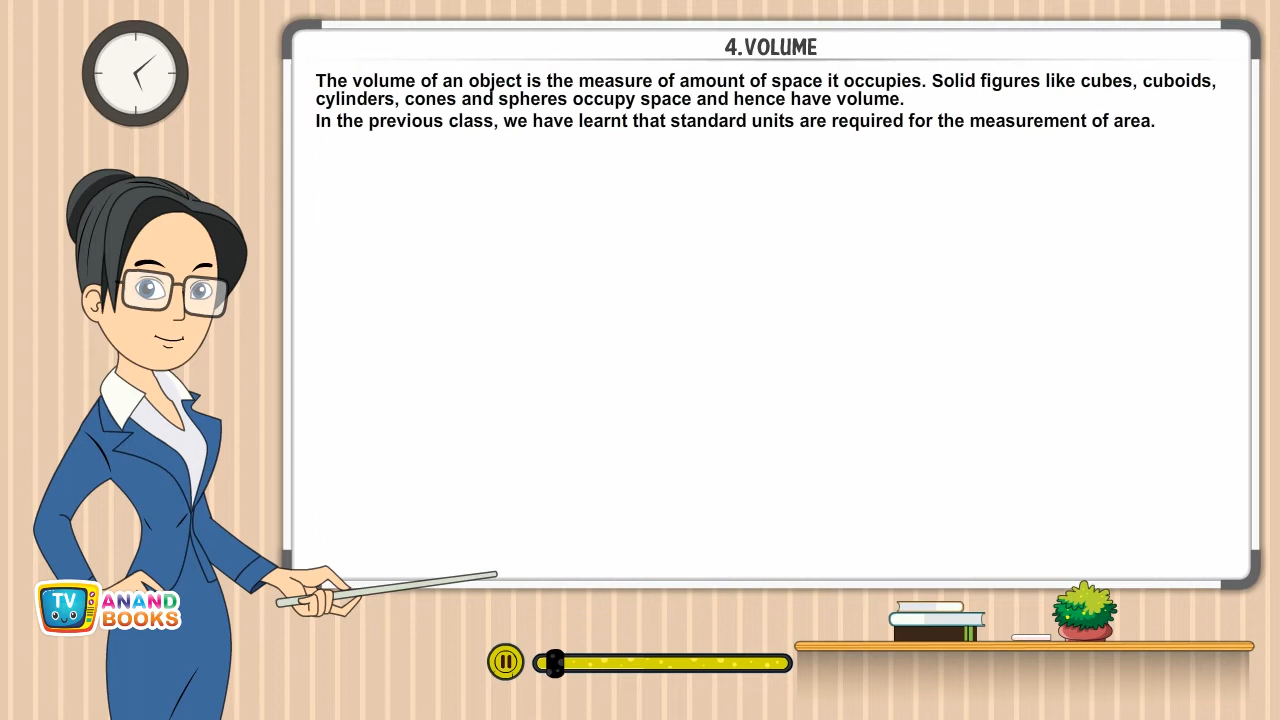 4.VOLUME
The volume of an object is the measure of amount of space it occupies. Solid figures like cubes, cuboids,
cylinders, cones and spheres occupy space and hence have volume.
In the previous class, we have learnt that standard units are required for the measurement of area.
TV
ANAND
BOOKS